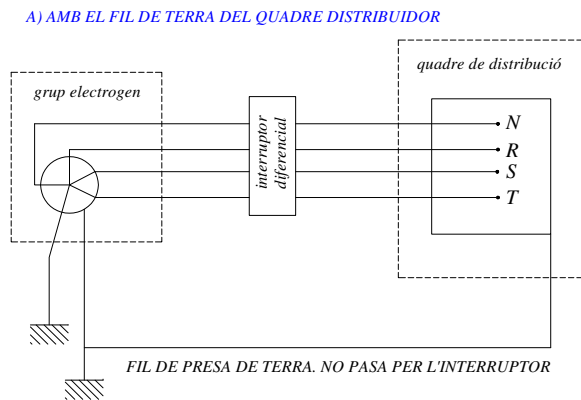 A) AMB EL FIL DE TERRA DEL QUADRE DISTRIBUIDOR
quadre de distribució
grup electrogen
interruptor
diferencial
N
R
S
T
FIL DE PRESA DE TERRA. NO PASA PER L'INTERRUPTOR